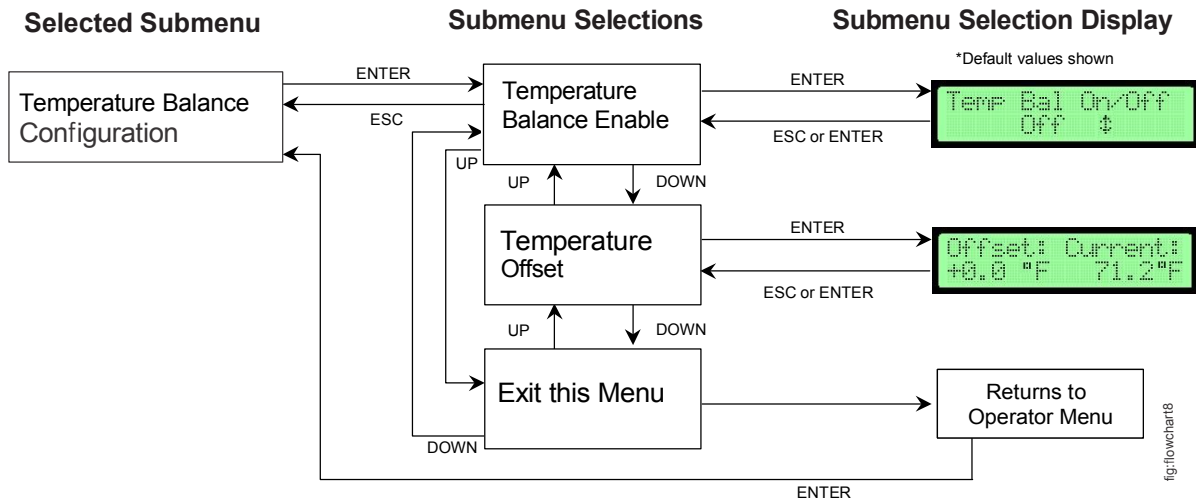 Selected Submenu
Submenu Selections
Submenu Selection Display
*Default values shown
Temperature Balance
Configuration
ENTER
ESC
Temperature
Balance Enable
ENTER
ESC or ENTER
Temp Bal On/Off
Off ↕
UP
UP
DOWN
Temperature
Offset
ENTER
ESC or ENTER
Offset: Current:
+0.0 °F 71.2°F
UP
DOWN
Exit this Menu
DOWN
Returns to
Operator Menu
ENTER
fig:flowchart8